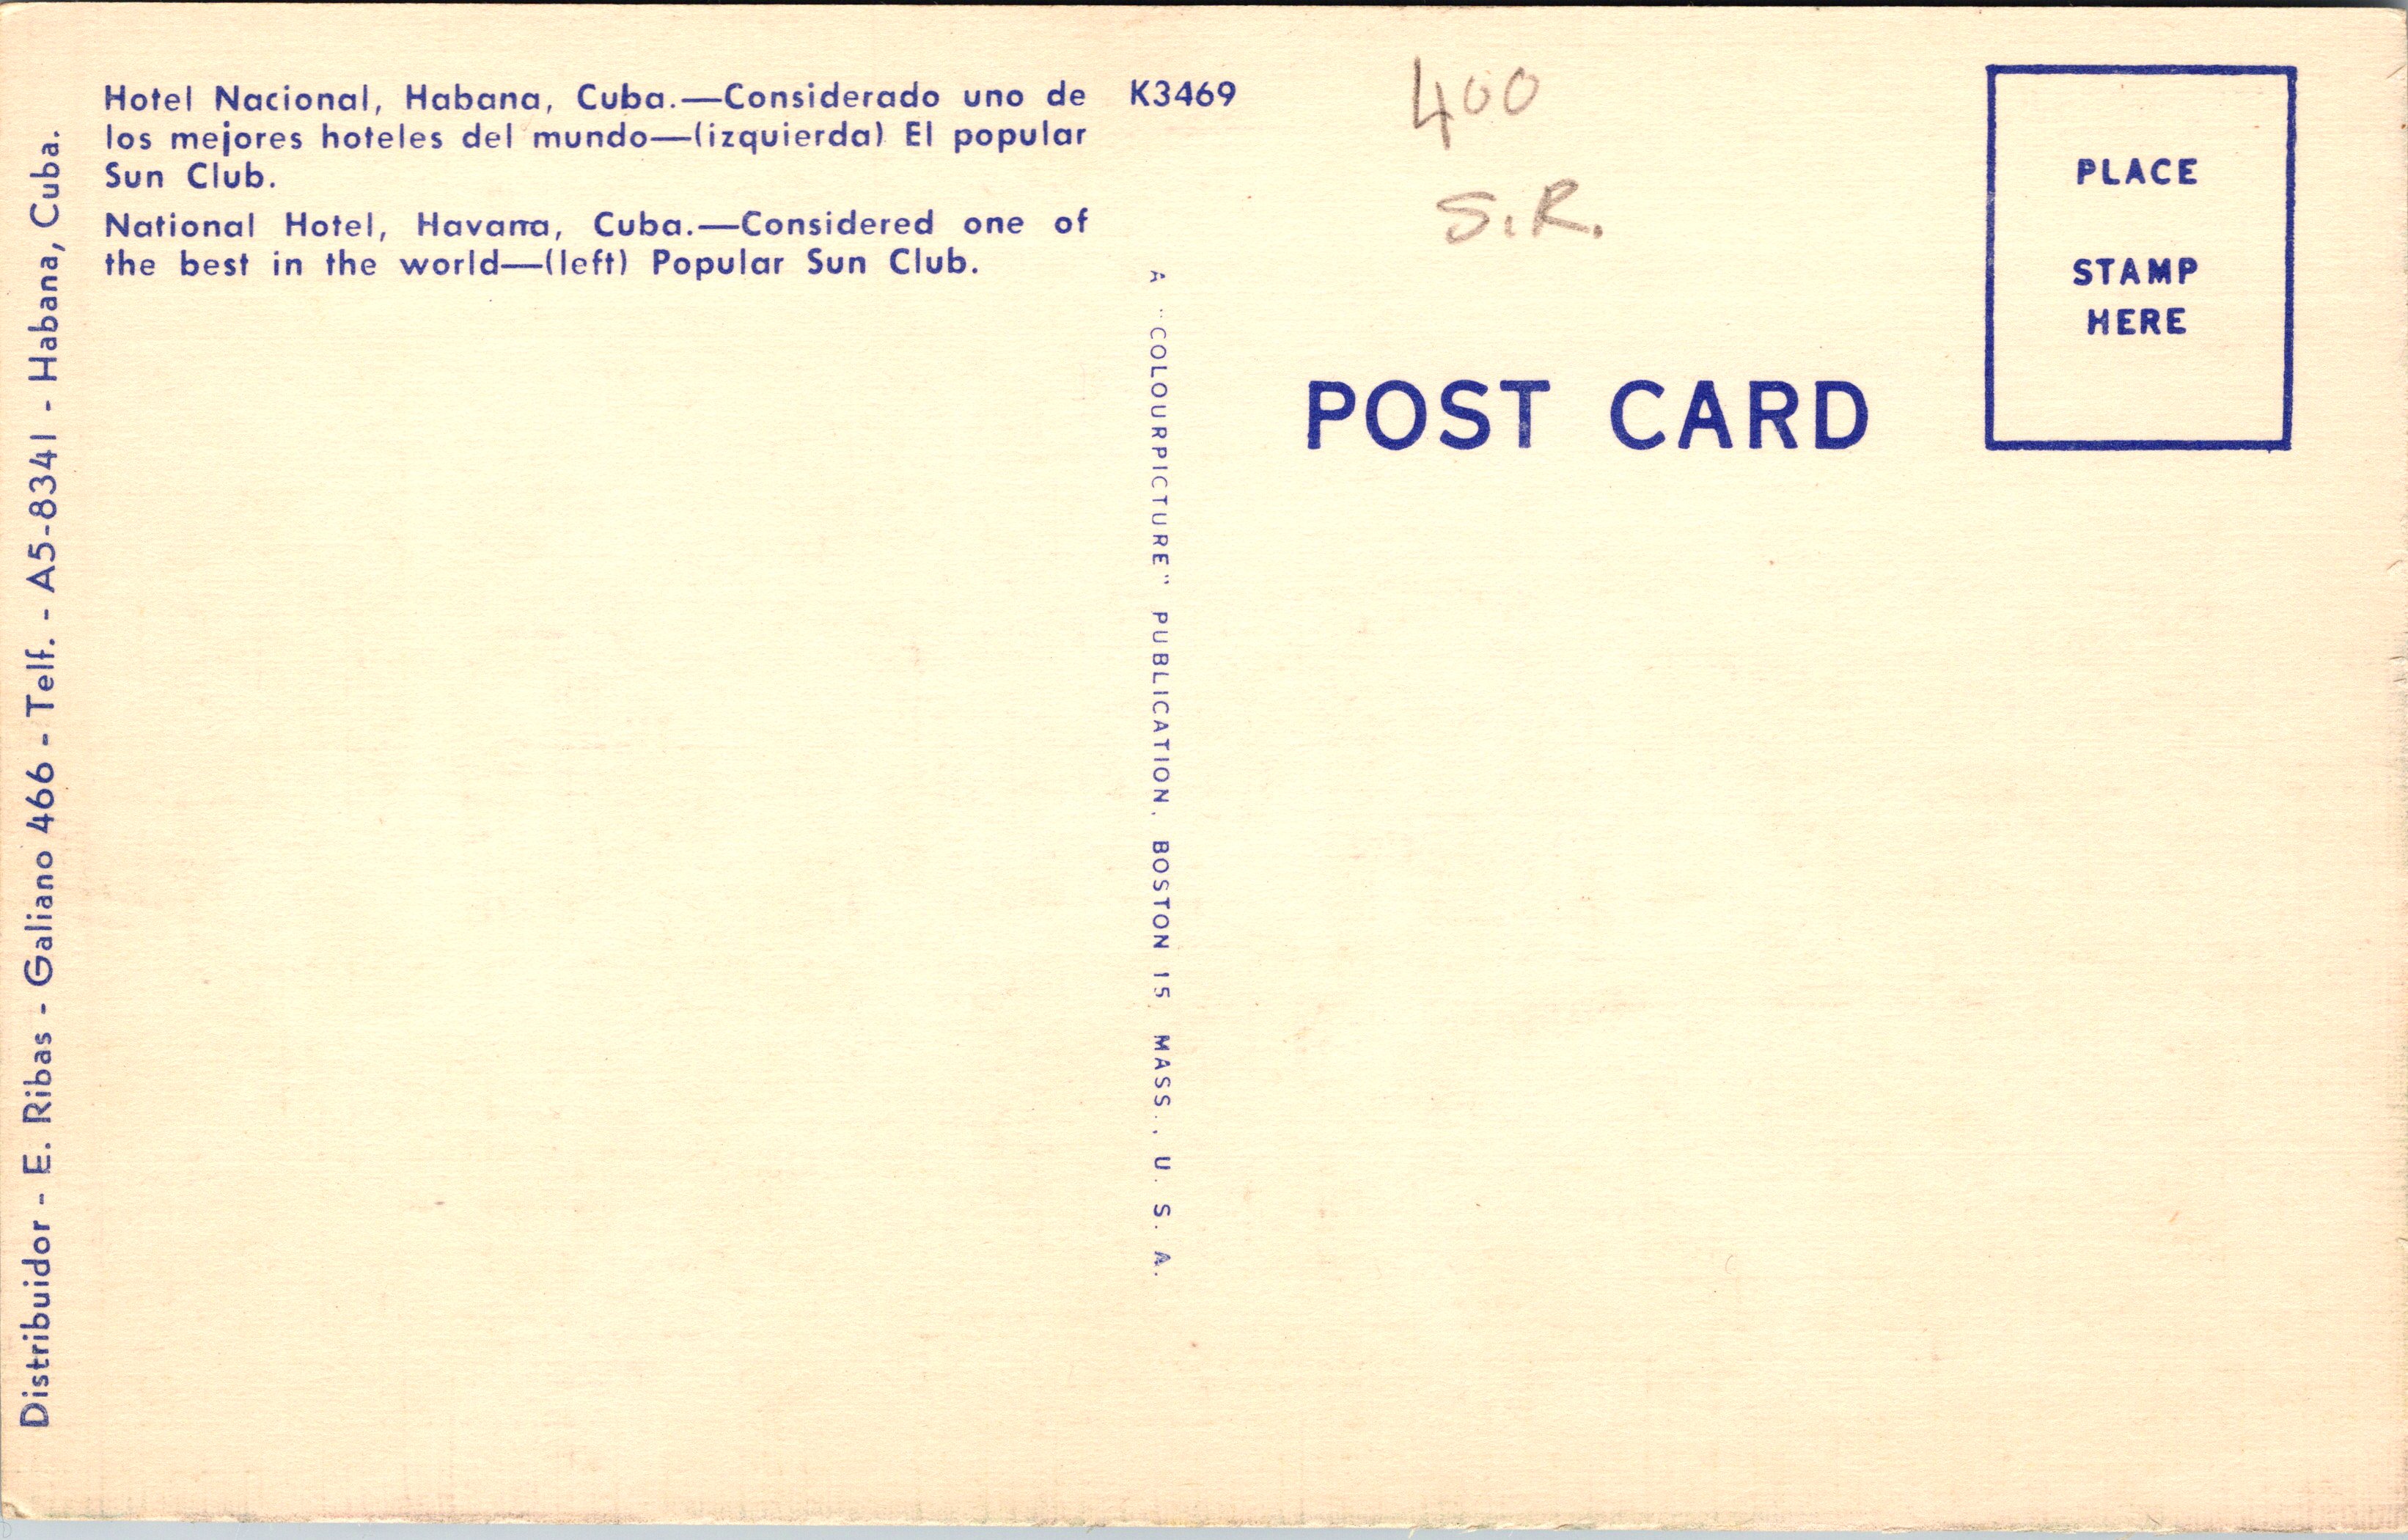 Hotel Nacional, Habana, Cuba.—Considerado uno de
los mejores hoteles del mundo—(izquierda) El popular
Sun Club.
National Hotel, Havana, Cuba.—Considered one of
the best in the world—(left) Popular Sun Club.
K3469
400
S.R.
PLACE
STAMP
HERE
POST CARD
A "COLOURPICTURE" PUBLICATION, BOSTON 15, MASS., U. S. A.
Distribuidor - E. Ribas - Galiano 466 - Telf. - A5-8341 - Habana, Cuba.